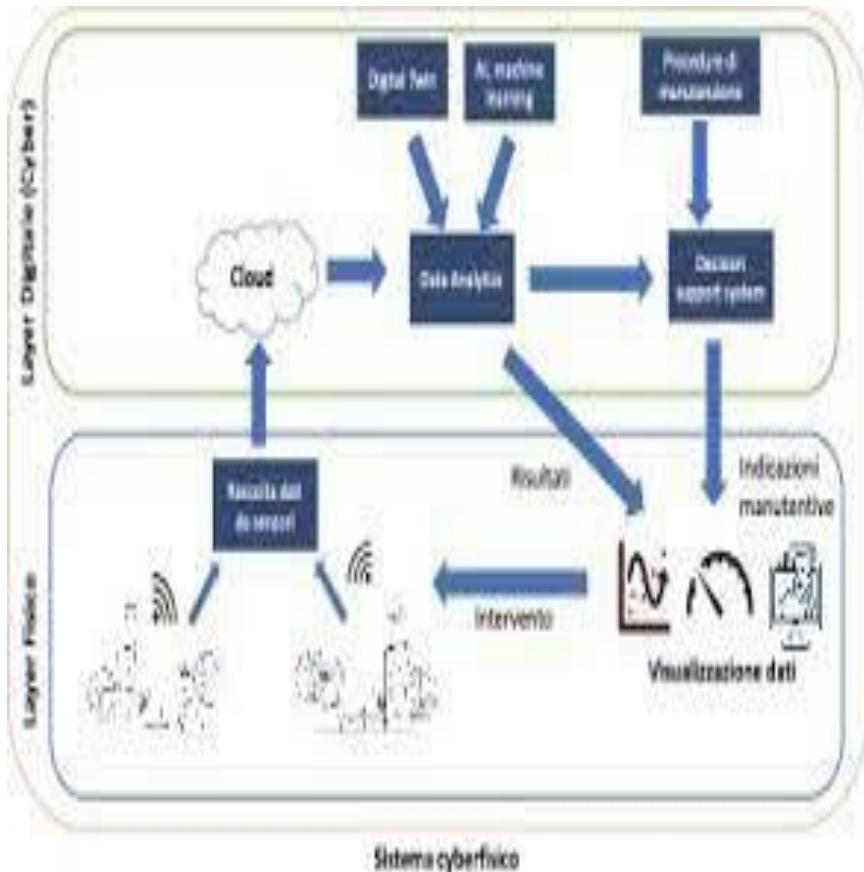 Layer Digitale (Cyber)
Digital Twin
AI, machine
learning
Procedure di
manutenzione
Cloud
Data Analytics
Decision
support system
Layer Fisico
Raccolta dati
da sensori
Risultati
Indicazioni
manutentive
Intervento
Visualizzazione dati
Sistema cyberfisico